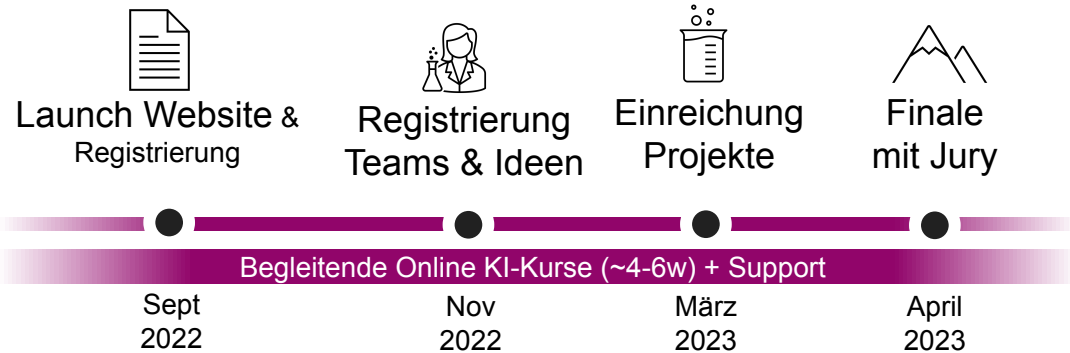 Launch Website &
Registrierung
Registrierung
Teams & Ideen
Einreichung
Projekte
Finale
mit Jury
Begleitende Online KI-Kurse (~4-6w) + Support
Sept
2022
Nov
2022
März
2023
April
2023